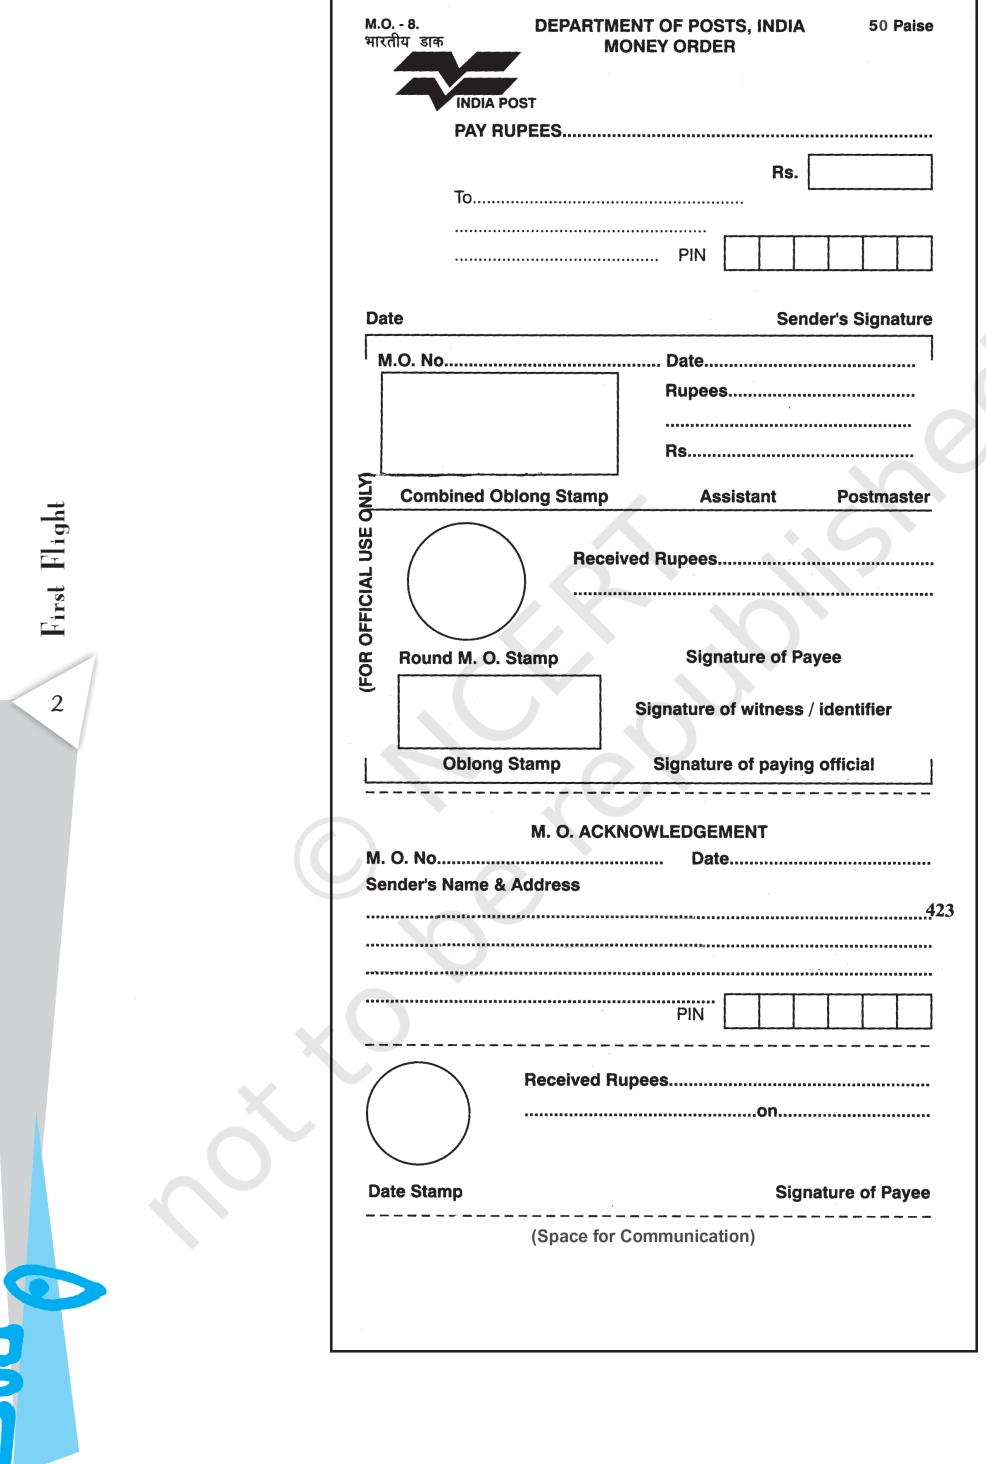 M.O. - 8.
DEPARTMENT OF POSTS, INDIA
50 Paise
भारतीय डाक
MONEY ORDER
INDIA POST
PAY RUPEES
Rs.
To
PIN
Date
Sender's Signature
M.O. No.
Date
Rupees
Rs.
Combined Oblong Stamp
Assistant
Postmaster
(FOR OFFICIAL USE ONLY)
Received Rupees
Round M. O. Stamp
Signature of Payee
Signature of witness / identifier
Oblong Stamp
Signature of paying official
M. O. ACKNOWLEDGEMENT
M. O. No.
Date
Sender's Name & Address
423
PIN
Received Rupees
on
Date Stamp
Signature of Payee
(Space for Communication)
First Flight
2
© NCERT
not to be republished